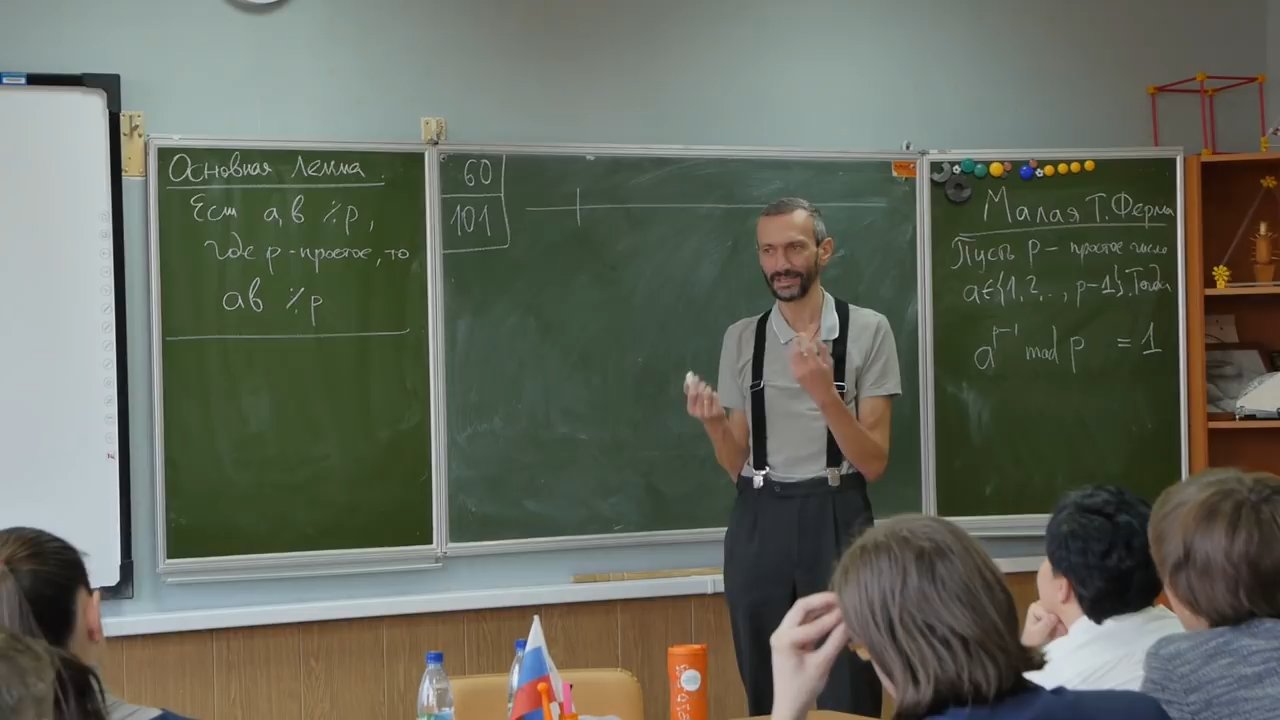 Основная Лемма.
Если a, b ⁒ p,
где p - простое, то
ab ⁒ p
60
101
Малая Т. Ферма
Пусть p – простое число
a ∈ {1, 2, .., p-1}. Тогда
a^{p-1} mod p = 1